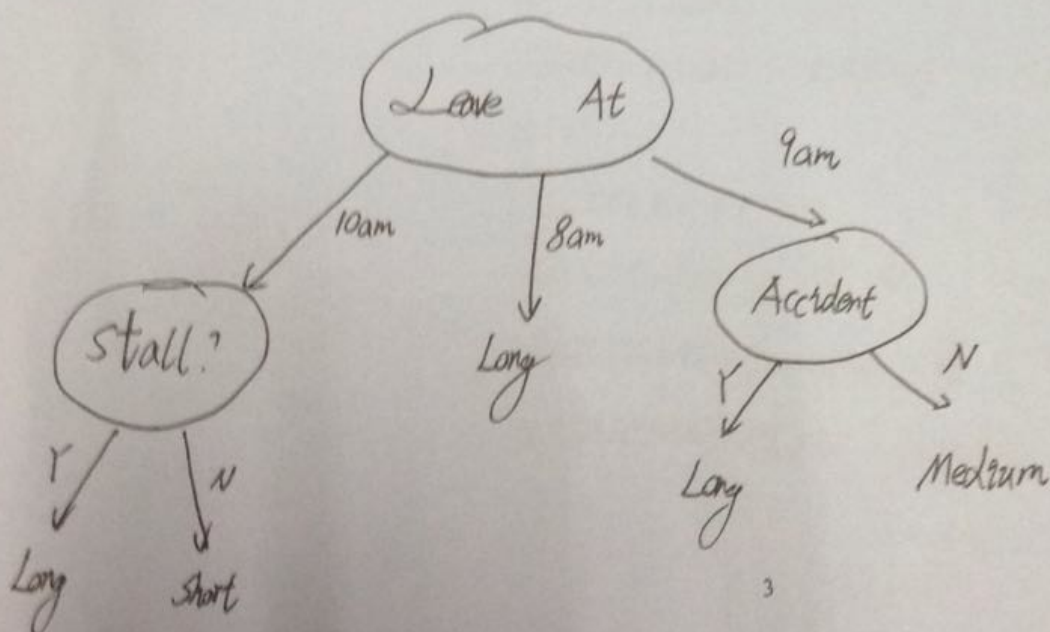 Leave At
9am
10am
8am
Accident
Stall?
Long
Y
N
Y
N
Long
Medium
Long
Short
3